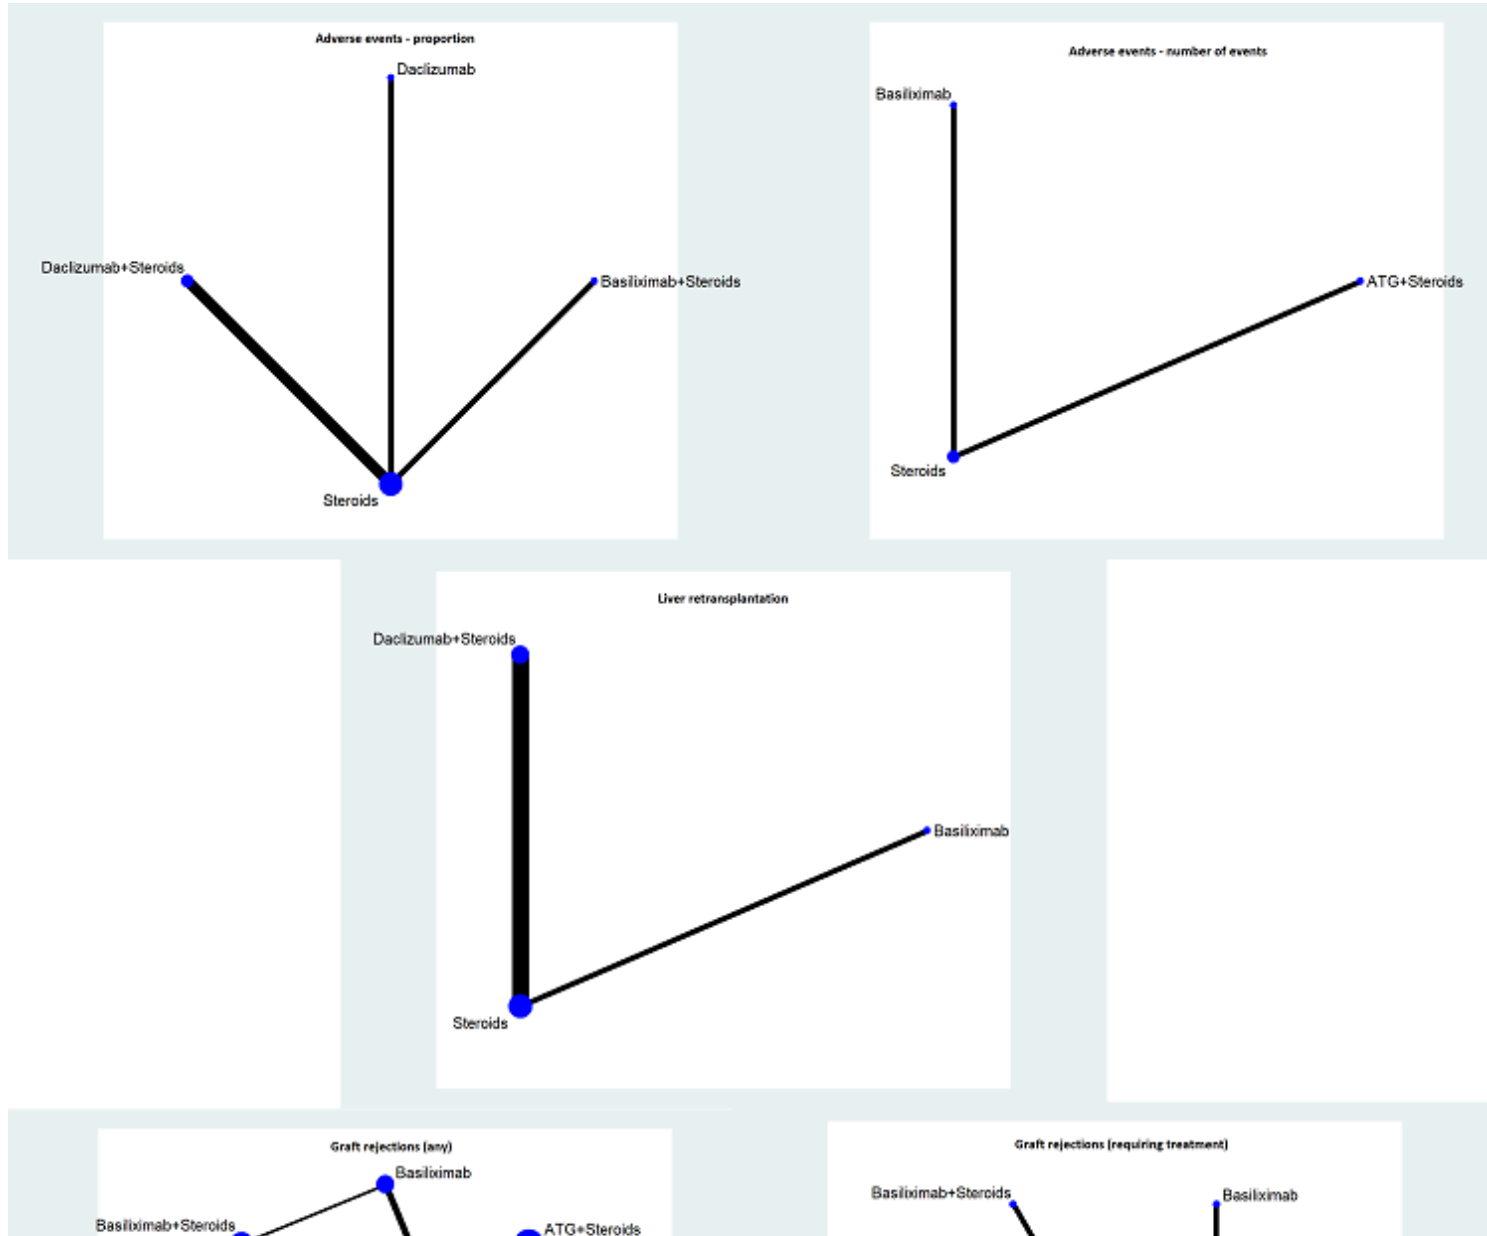 Adverse events - proportion
Daclizumab
Daclizumab+Steroids
Basiliximab+Steroids
Steroids
Adverse events - number of events
Basiliximab
ATG+Steroids
Steroids
Liver retransplantation
Daclizumab+Steroids
Basiliximab
Steroids
Graft rejections (any)
Basiliximab
Basiliximab+Steroids
ATG+Steroids
Graft rejections (requiring treatment)
Basiliximab+Steroids
Basiliximab